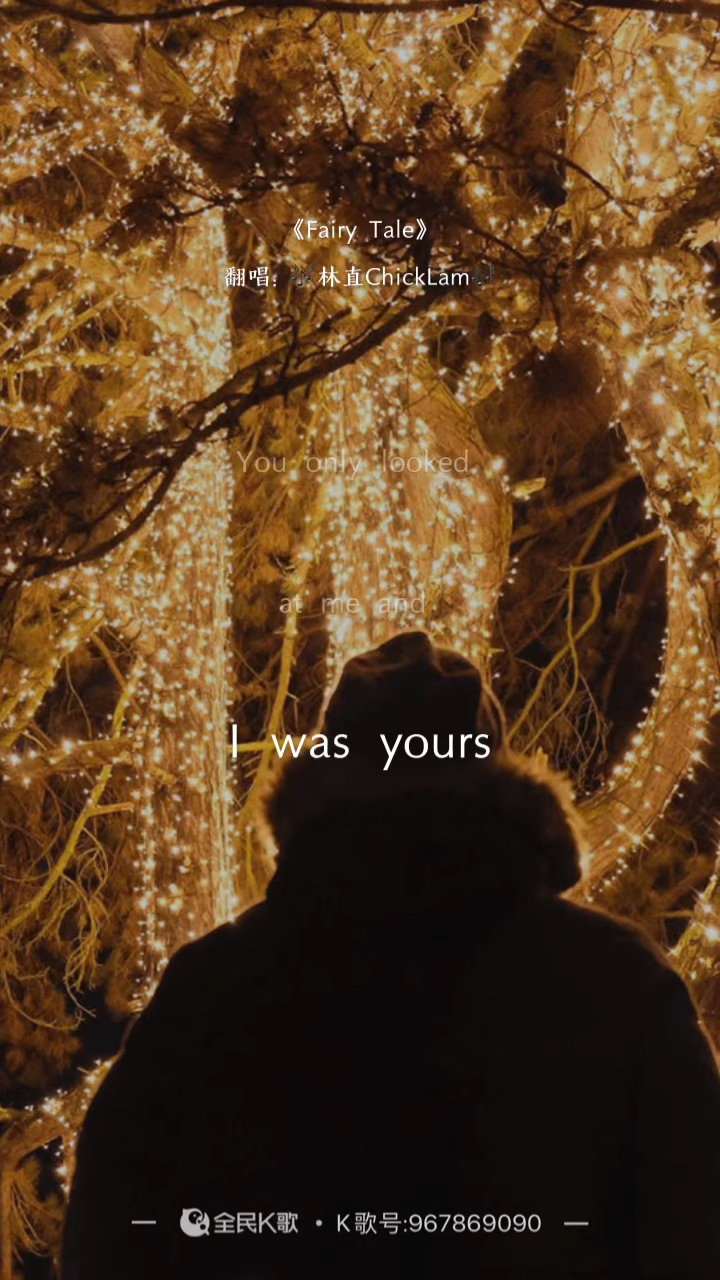 《Fairy Tale》
翻唱: 林直ChickLam
You only looked
at me and
I was yours
全民K歌 • K歌号:967869090